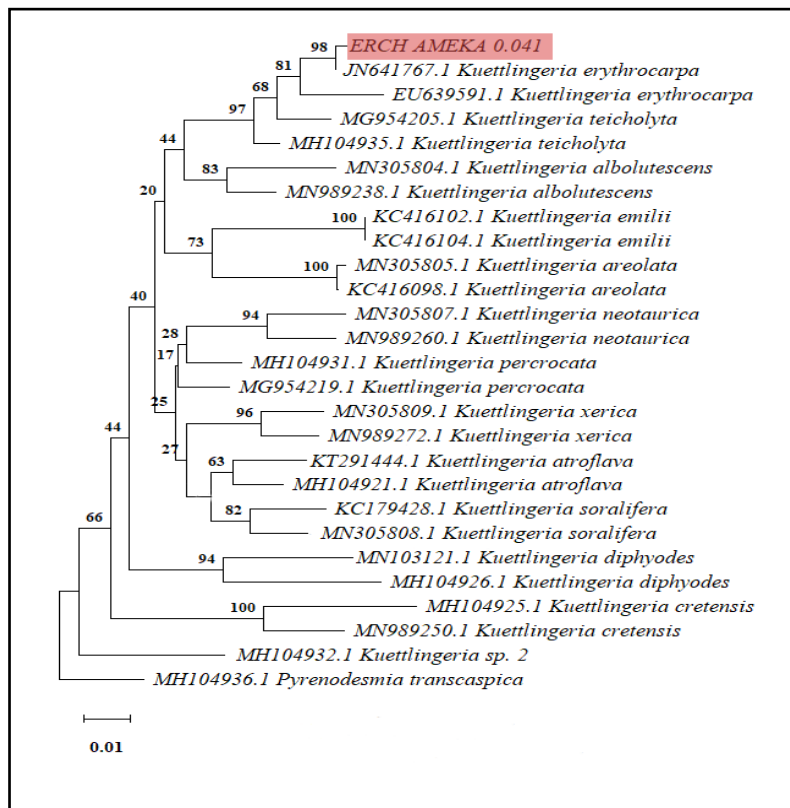 98 ERCH AMEKA 0.041
JN641767.1 Kuettlingeria erythrocarpa
81
EU639591.1 Kuettlingeria erythrocarpa
68
97 MG954205.1 Kuettlingeria teicholyta
MH104935.1 Kuettlingeria teicholyta
44
83 MN305804.1 Kuettlingeria albolutescens
MN989238.1 Kuettlingeria albolutescens
20
100 KC416102.1 Kuettlingeria emilii
KC416104.1 Kuettlingeria emilii
73
100 MN305805.1 Kuettlingeria areolata
KC416098.1 Kuettlingeria areolata
40
94 MN305807.1 Kuettlingeria neotaurica
28 MN989260.1 Kuettlingeria neotaurica
17 MH104931.1 Kuettlingeria percrocata
MG954219.1 Kuettlingeria percrocata
25
96 MN305809.1 Kuettlingeria xerica
MN989272.1 Kuettlingeria xerica
44
27
63 KT291444.1 Kuettlingeria atroflava
MH104921.1 Kuettlingeria atroflava
82 KC179428.1 Kuettlingeria soralifera
66 MN305808.1 Kuettlingeria soralifera
94 MN103121.1 Kuettlingeria diphyodes
MH104926.1 Kuettlingeria diphyodes
100 MH104925.1 Kuettlingeria cretensis
MN989250.1 Kuettlingeria cretensis
MH104932.1 Kuettlingeria sp. 2
MH104936.1 Pyrenodesmia transcaspica
0.01